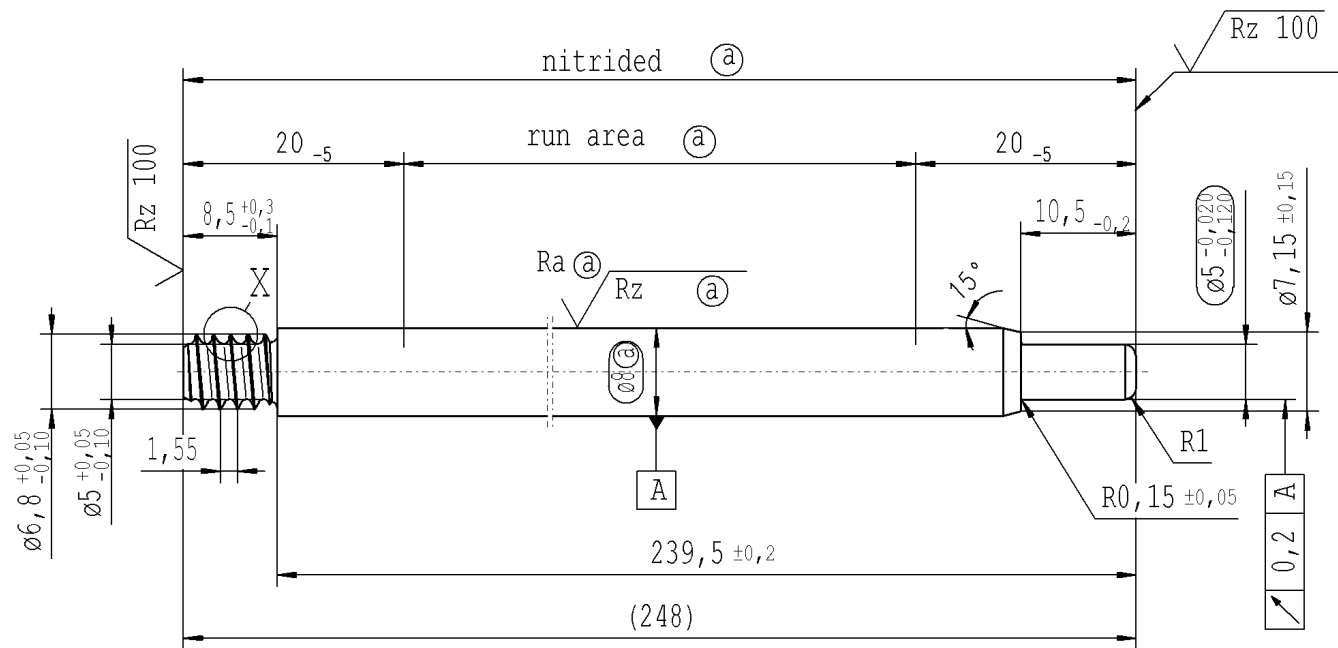 nitrided ⓐ
Rz 100
20 -5
run area ⓐ
20 -5
Rz 100
8,5 +0,3 -0,1
10,5 -0,2
ø5 -0,020 -0,120
ø7,15 ±0,15
X
Ra ⓐ
Rz ⓐ
15°
ø8 ⓐ
ø6,8 +0,05 -0,10
ø5 +0,05 -0,10
1,55
A
R1
R0,15 ±0,05
0,2 A
239,5 ±0,2
(248)